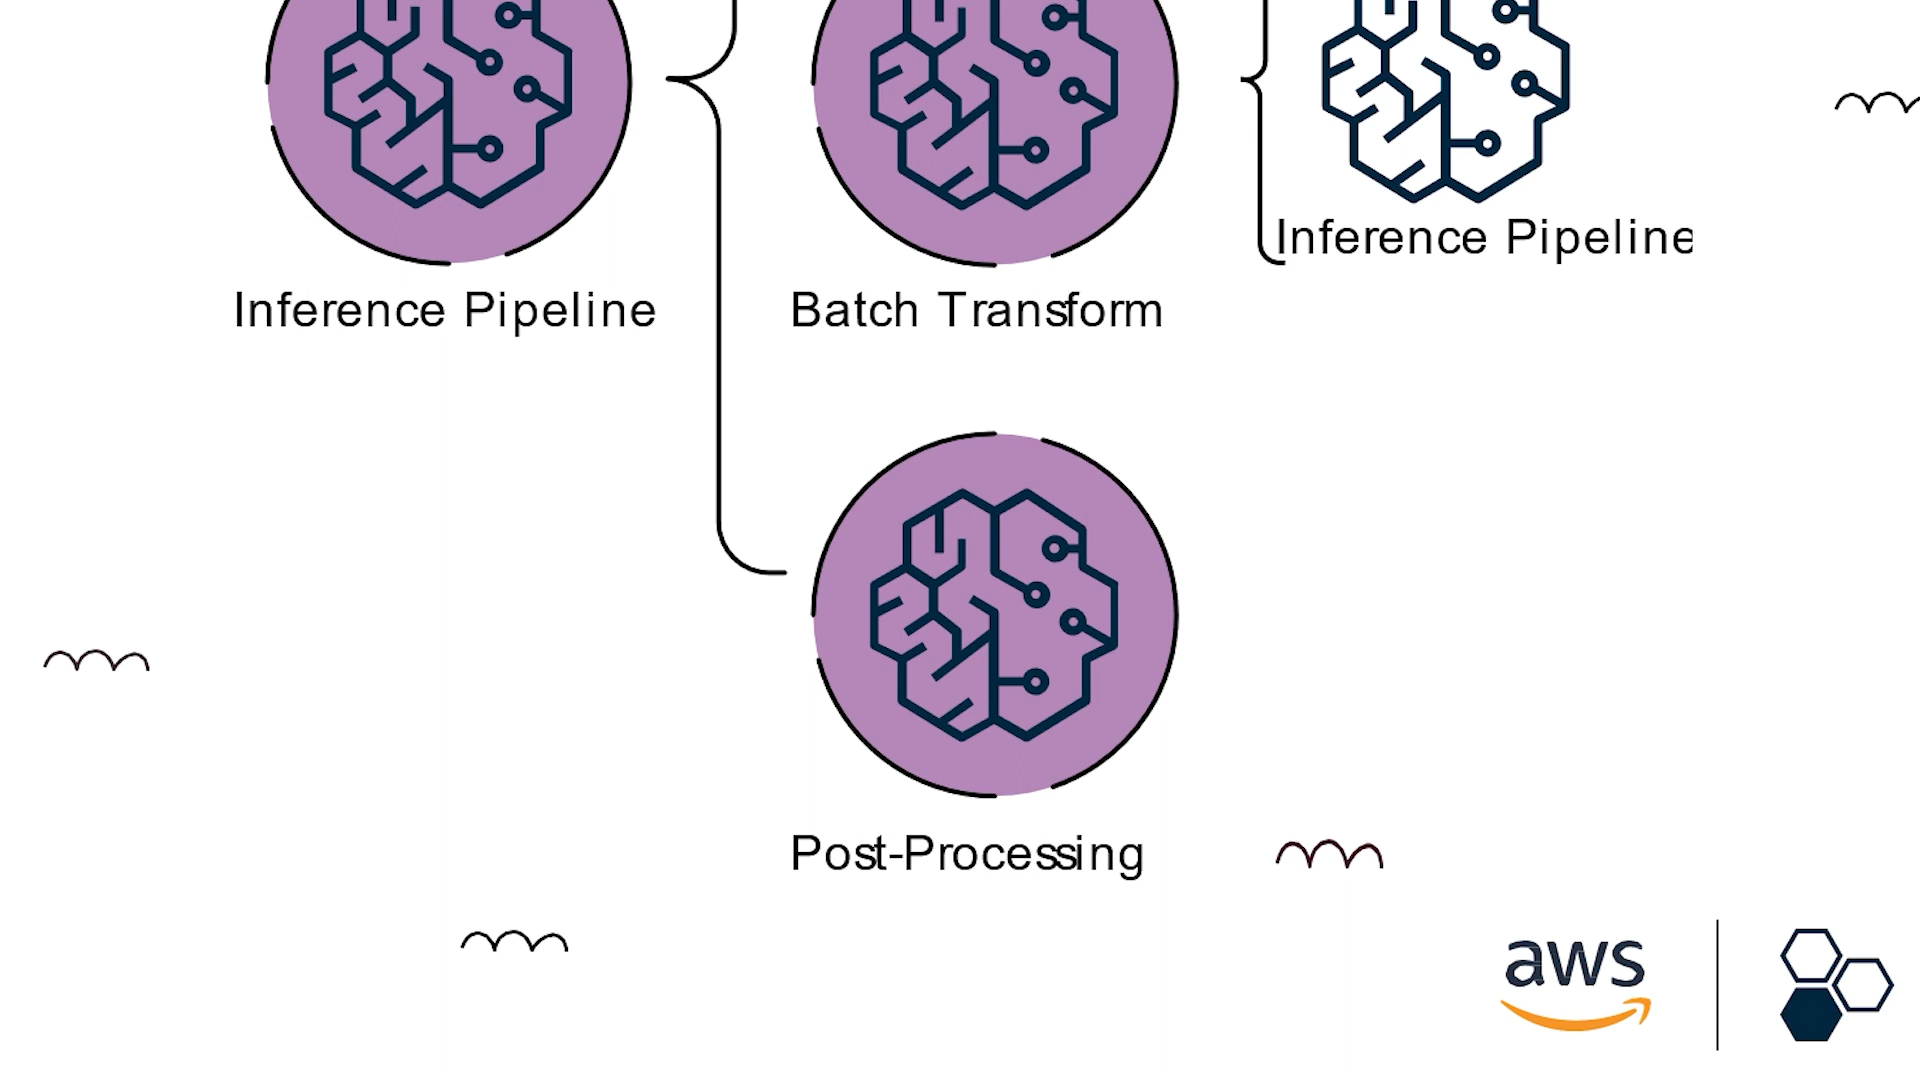 Inference Pipeline
Inference Pipeline
Batch Transform
Post-Processing
aws